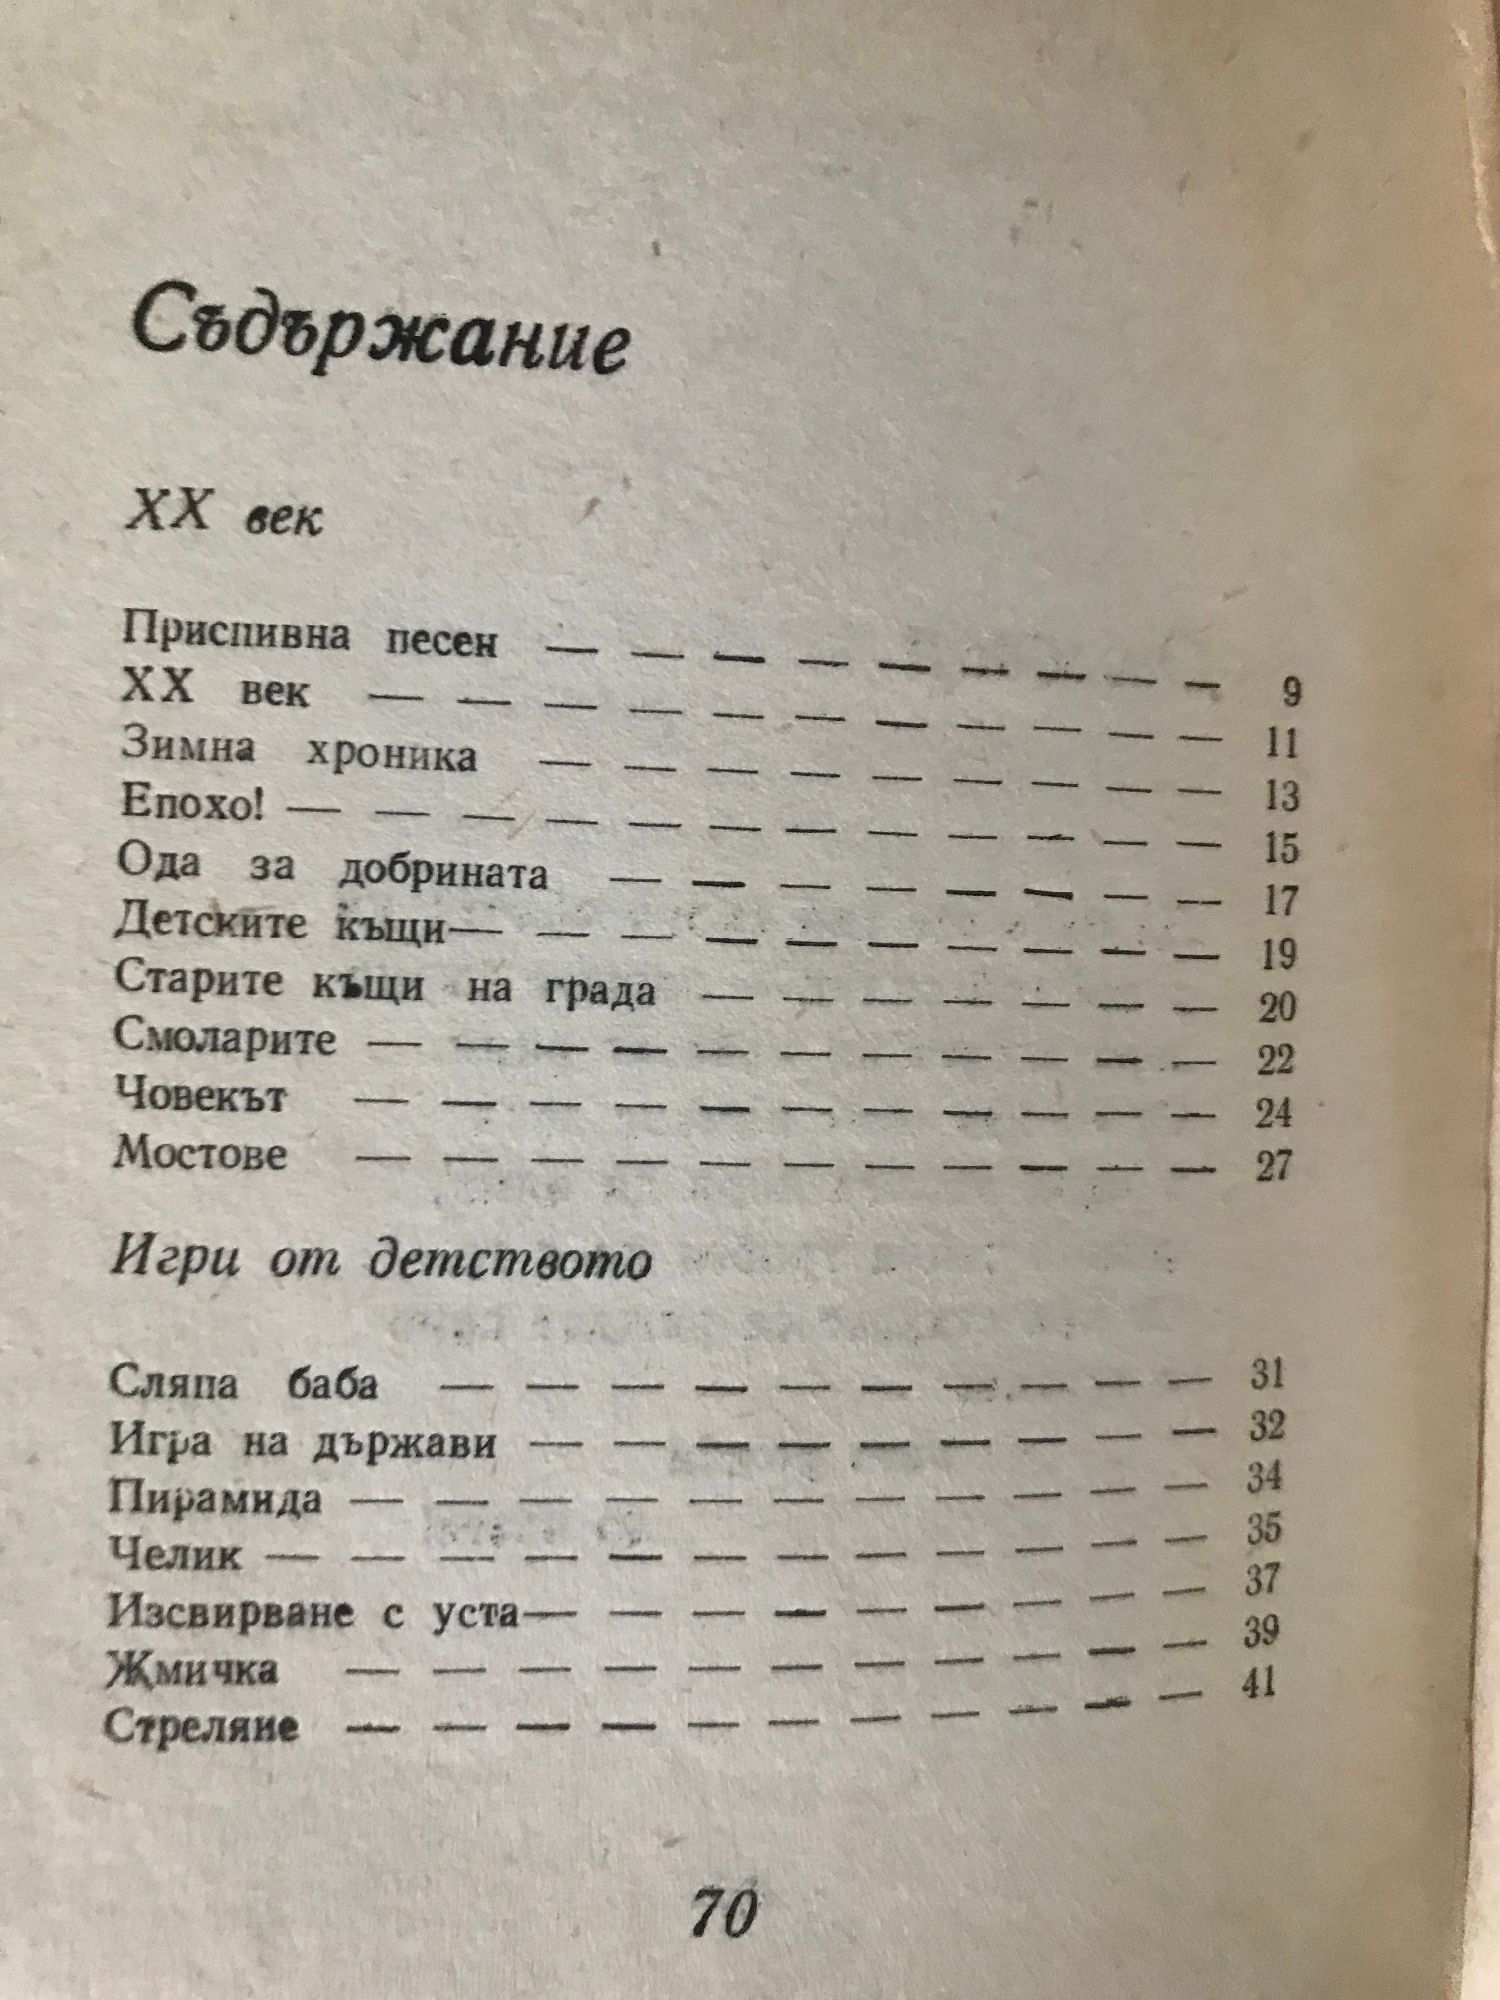 Съдържание
XX век
Приспивна песен — — — — — — — — — 9
XX век — — — — — — — — — — — 11
Зимна хроника — — — — — — — — — 13
Епохо! — — — — — — — — — — — — 15
Ода за добрината — — — — — — — — 17
Детските къщи — — — — — — — — — — 19
Старите къщи на града — — — — — — — 20
Смоларите — — — — — — — — — — — 22
Човекът — — — — — — — — — — — 24
Мостове — — — — — — — — — — — 27
Игри от детството
Сляпа баба — — — — — — — — — — 31
Игра на държави — — — — — — — — — 32
Пирамида — — — — — — — — — — — 34
Челик — — — — — — — — — — — — 35
Изсвирване с уста — — — — — — — — — 37
Жмичка — — — — — — — — — — — 39
Стреляне — — — — — — — — — — — 41
70